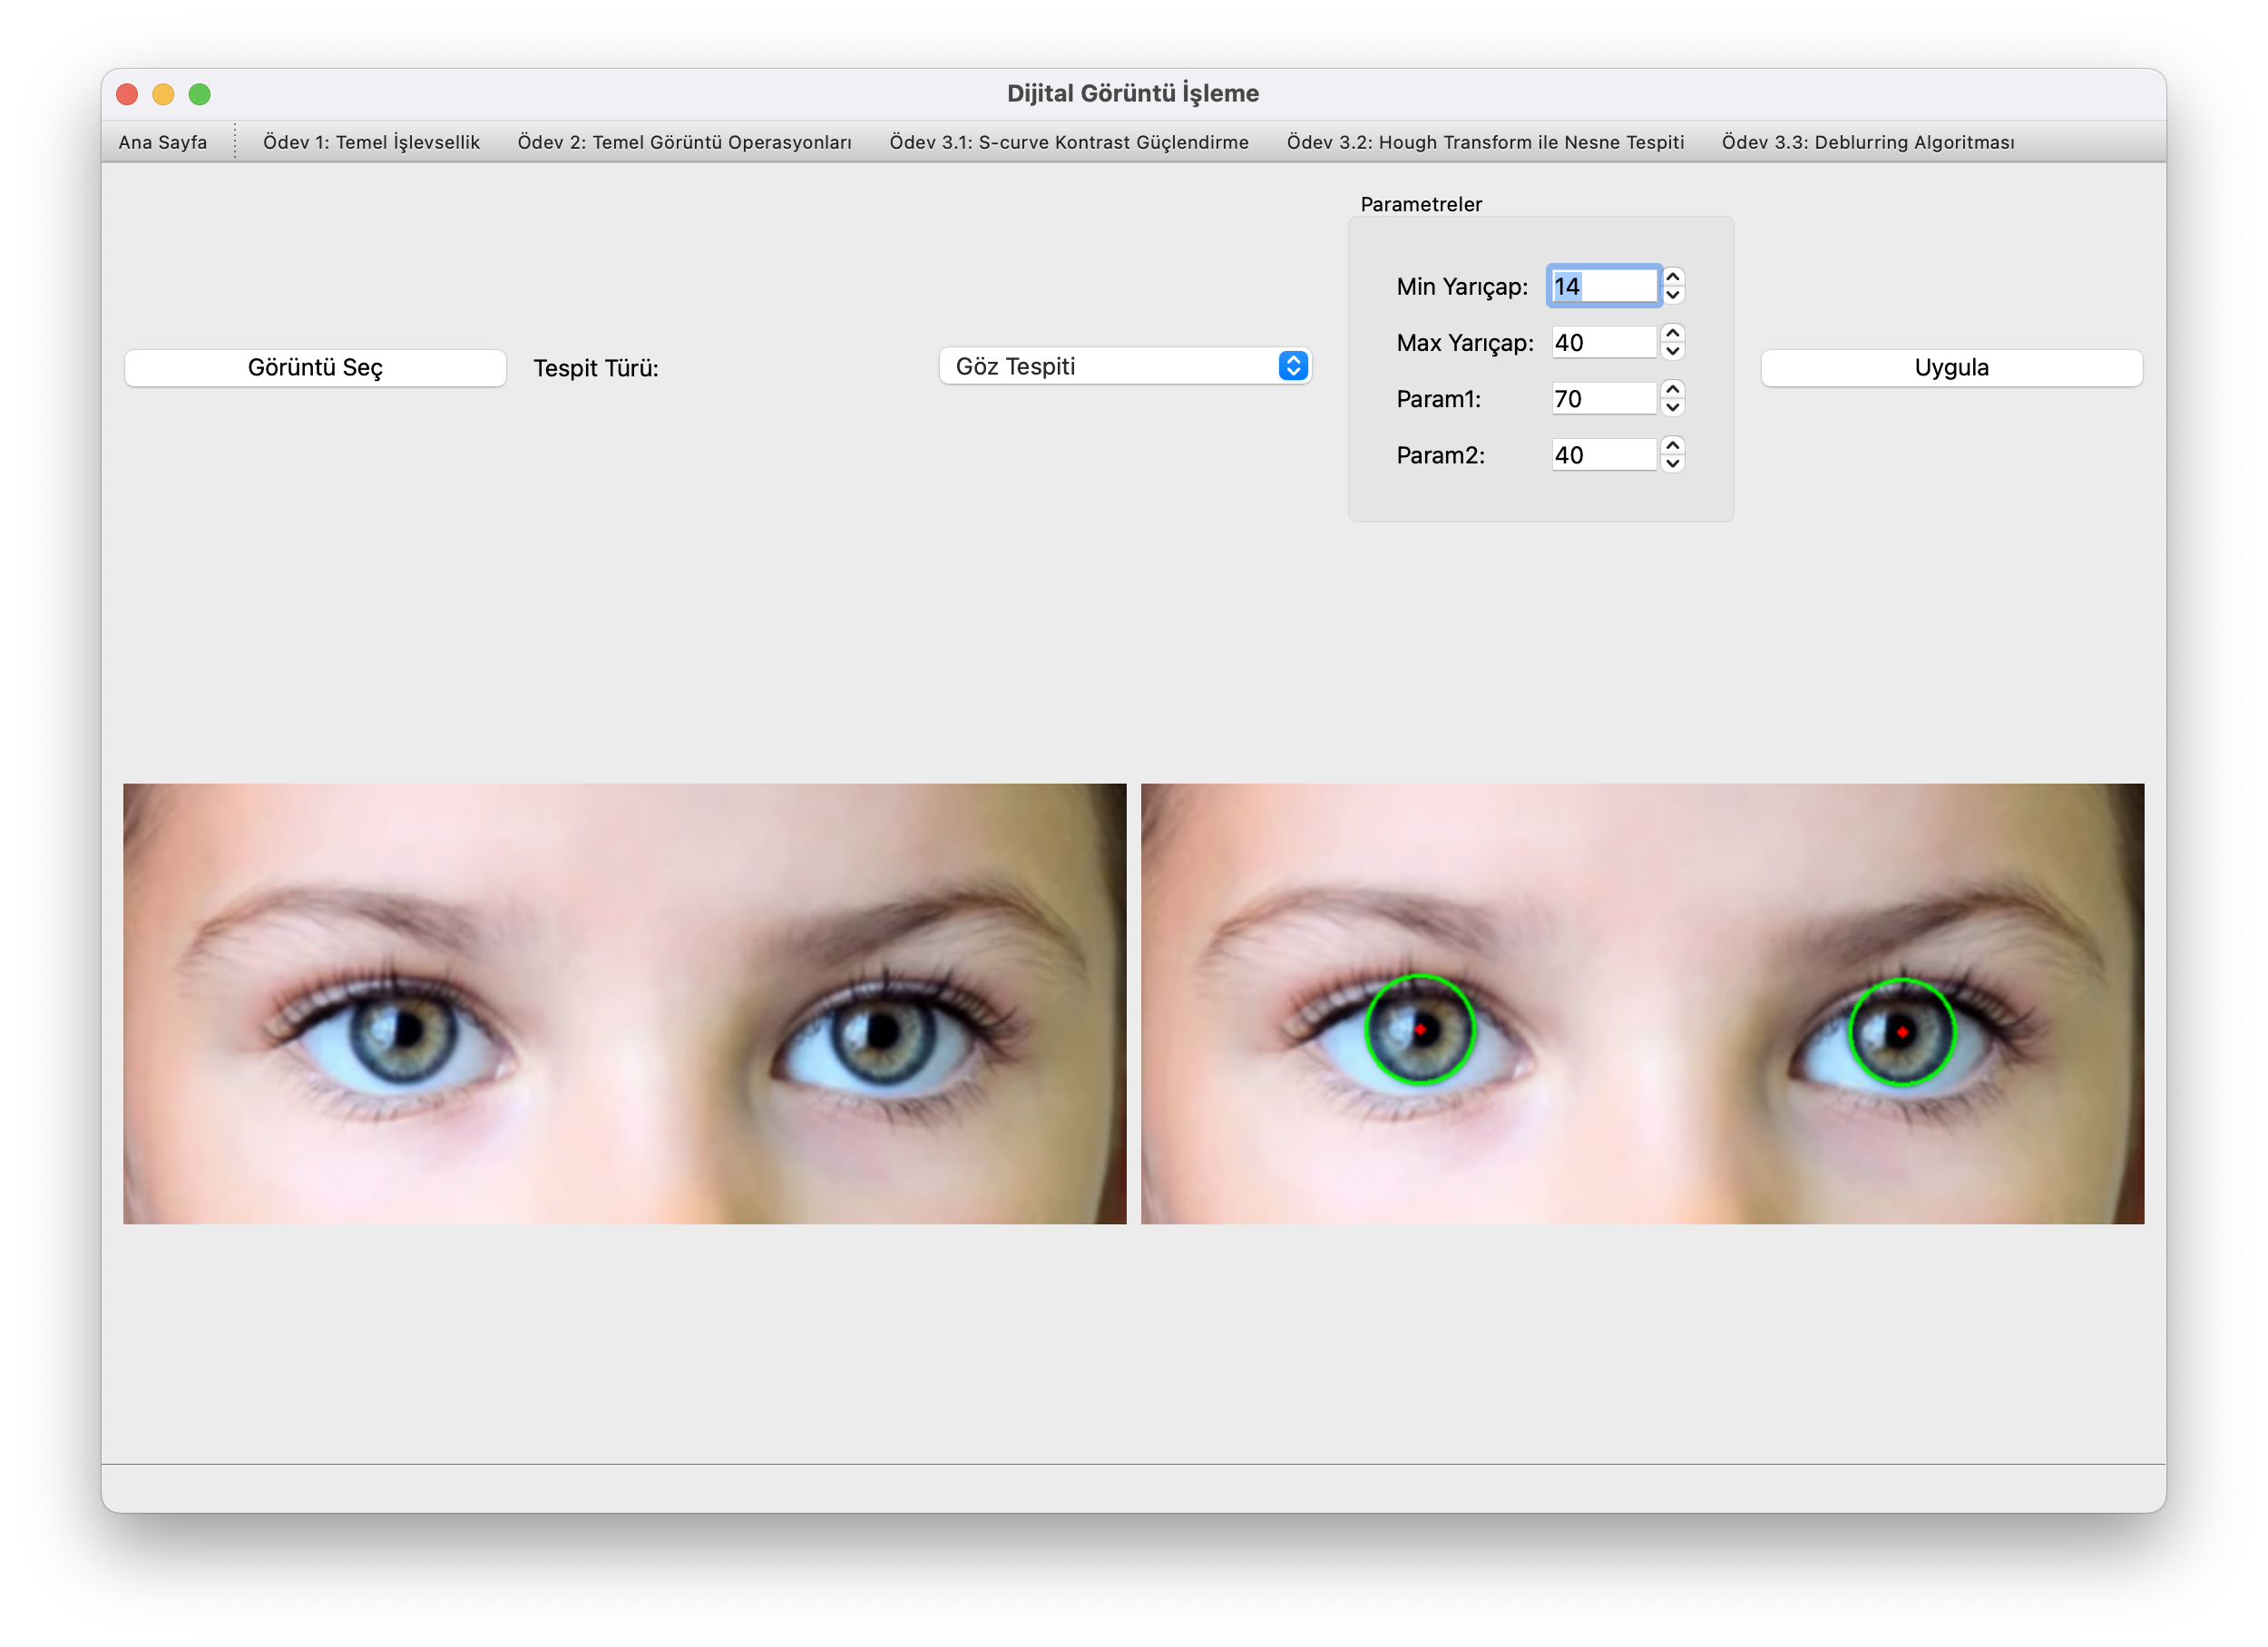 Dijital Görüntü İşleme
Ana Sayfa
Ödev 1: Temel İşlevsellik
Ödev 2: Temel Görüntü Operasyonları
Ödev 3.1: S-curve Kontrast Güçlendirme
Ödev 3.2: Hough Transform ile Nesne Tespiti
Ödev 3.3: Deblurring Algoritması
Görüntü Seç
Tespit Türü:
Göz Tespiti
Parametreler
Min Yarıçap: 14
Max Yarıçap: 40
Param1: 70
Param2: 40
Uygula